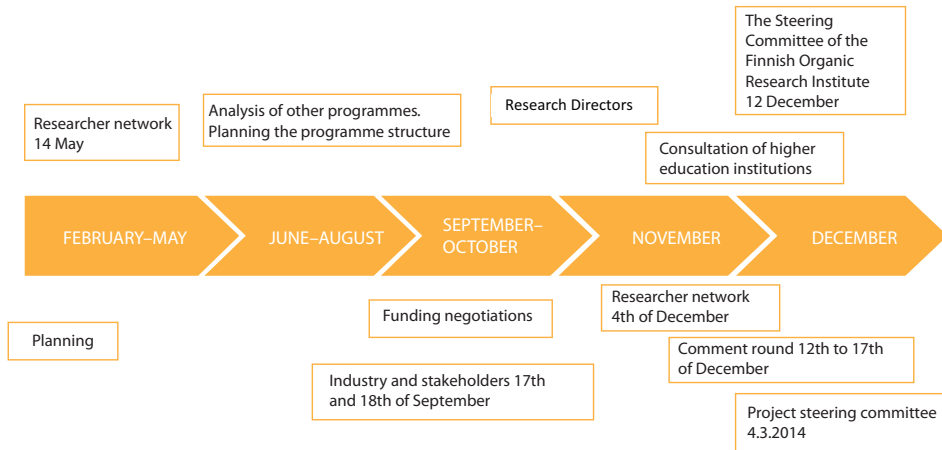 The Steering
Committee of the
Finnish Organic
Research Institute
12 December
Researcher network
14 May
Analysis of other programmes.
Planning the programme structure
Research Directors
Consultation of higher
education institutions
FEBRUARY–MAY
JUNE–AUGUST
SEPTEMBER–
OCTOBER
NOVEMBER
DECEMBER
Planning
Funding negotiations
Researcher network
4th of December
Industry and stakeholders 17th
and 18th of September
Comment round 12th to 17th
of December
Project steering committee
4.3.2014